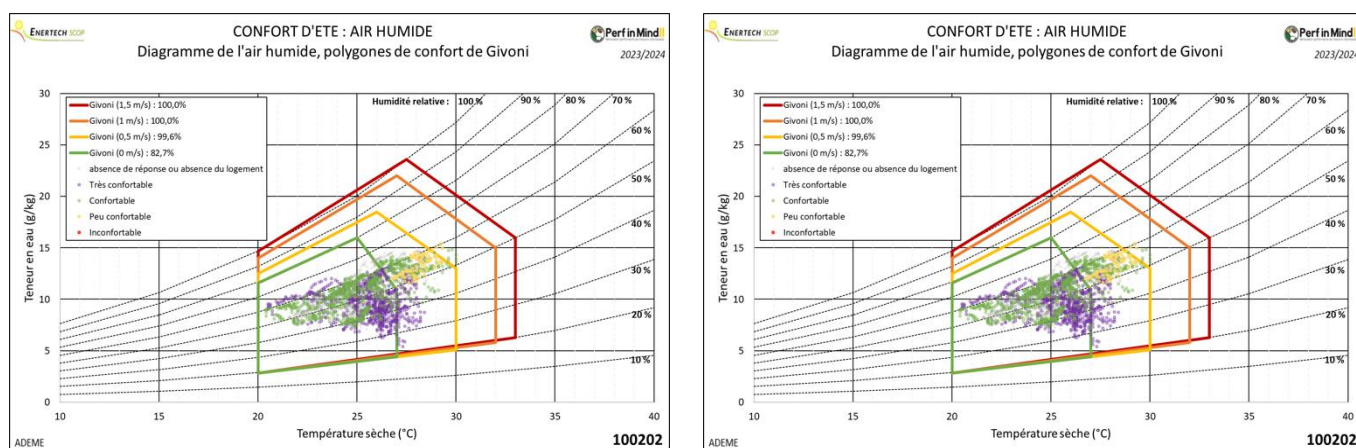 ENERTECH SCOP
CONFORT D'ETE : AIR HUMIDE
Diagramme de l'air humide, polygones de confort de Givoni
Perf in Mind II
2023/2024
Teneur en eau (g/kg)
30
25
20
15
10
5
0
Givoni (1,5 m/s) : 100,0%
Givoni (1 m/s) : 100,0%
Givoni (0,5 m/s) : 99,6%
Givoni (0 m/s) : 82,7%
absence de réponse ou absence du logement
Très confortable
Confortable
Peu confortable
Inconfortable
Humidité relative : 100 %
90 %
80 %
70 %
60 %
50 %
40 %
30 %
20 %
10 %
10 15 20 25 30 35 40
Température sèche (°C)
ADEME
100202
ENERTECH SCOP
CONFORT D'ETE : AIR HUMIDE
Diagramme de l'air humide, polygones de confort de Givoni
Perf in Mind II
2023/2024
Teneur en eau (g/kg)
30
25
20
15
10
5
0
Givoni (1,5 m/s) : 100,0%
Givoni (1 m/s) : 100,0%
Givoni (0,5 m/s) : 99,6%
Givoni (0 m/s) : 82,7%
absence de réponse ou absence du logement
Très confortable
Confortable
Peu confortable
Inconfortable
Humidité relative : 100 %
90 %
80 %
70 %
60 %
50 %
40 %
30 %
20 %
10 %
10 15 20 25 30 35 40
Température sèche (°C)
ADEME
100202